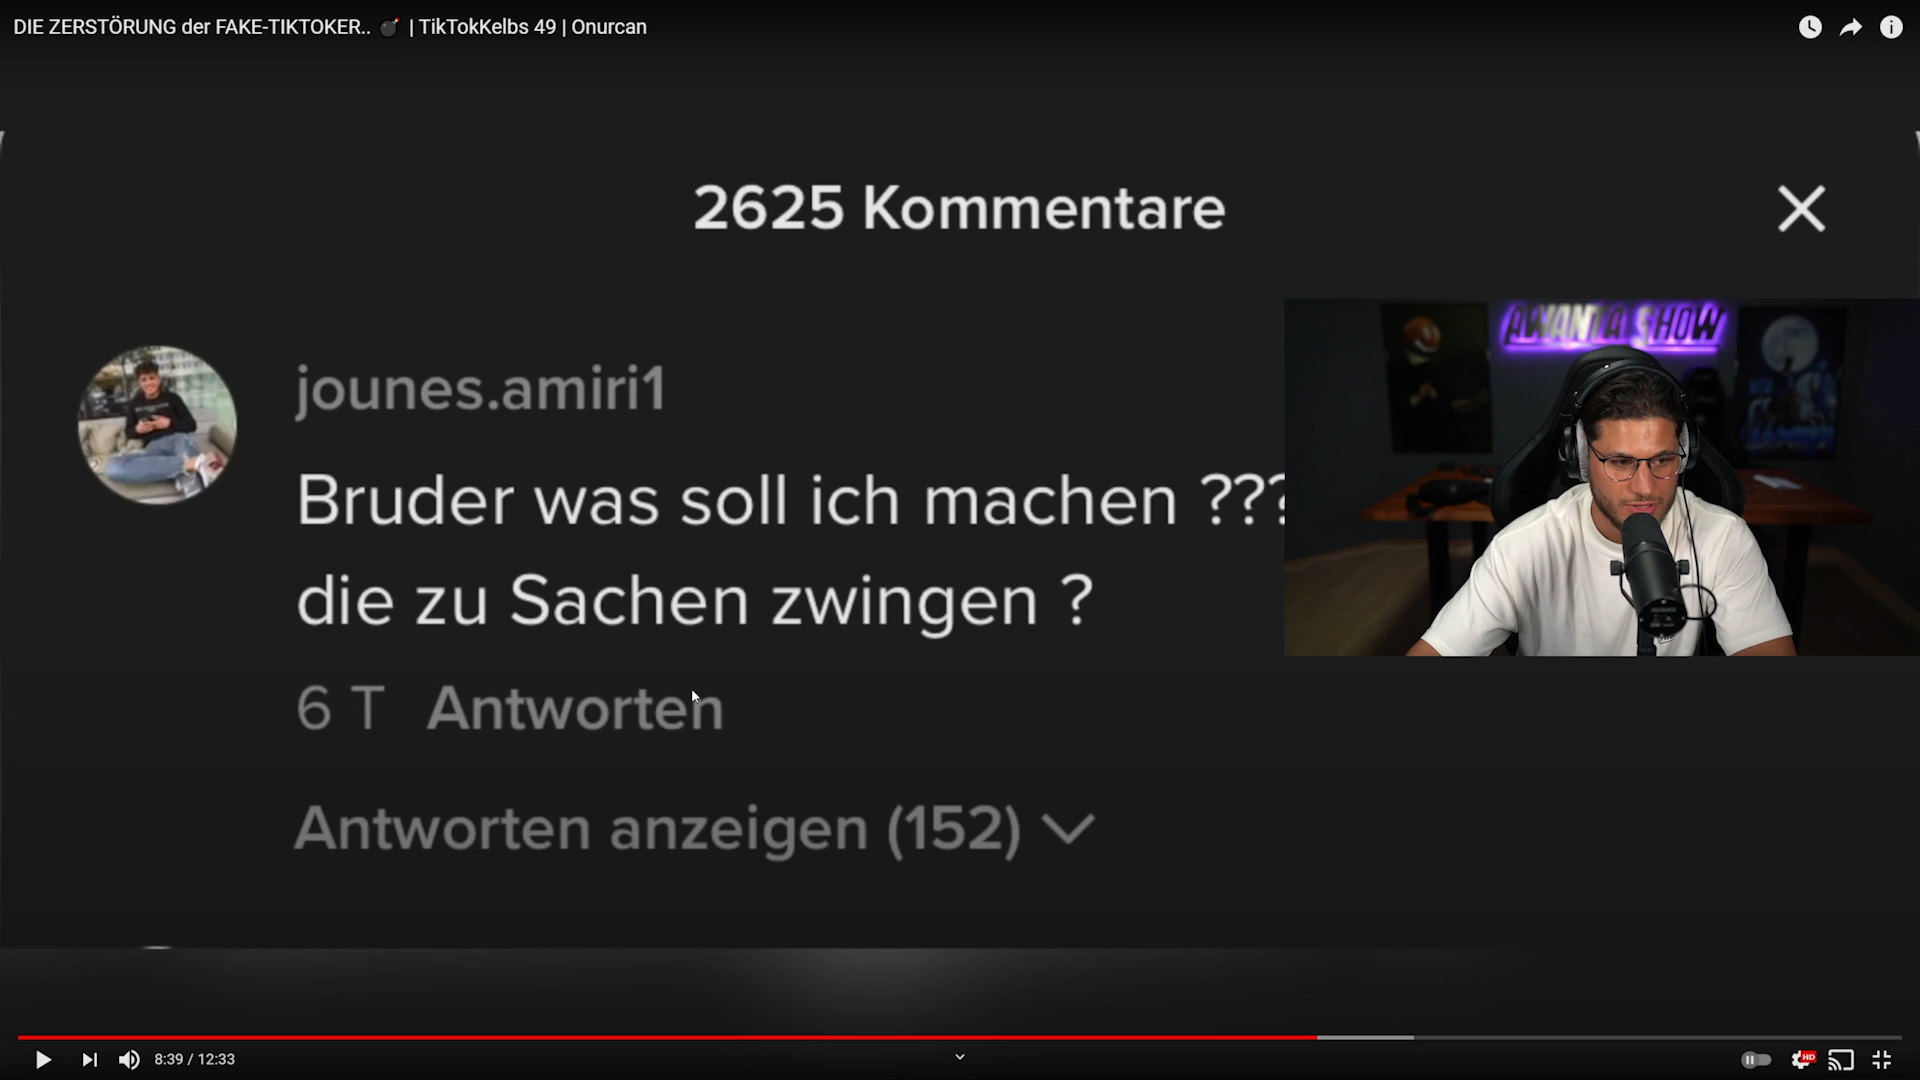 DIE ZERSTÖRUNG der FAKE-TIKTOKER.. 💣 | TikTokKelbs 49 | Onurcan
2625 Kommentare
AWANTA SHOW
jounes.amiri1
Bruder was soll ich machen ???
die zu Sachen zwingen ?
6 T Antworten
Antworten anzeigen (152)
8:39 / 12:33
HD